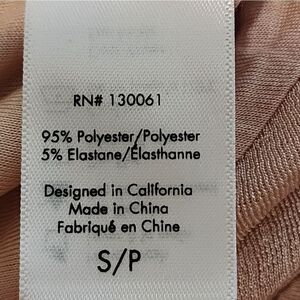 RN# 130061
95% Polyester/Polyester
5% Elastane/Élasthanne
Designed in California
Made in China
Fabriqué en Chine
S/P